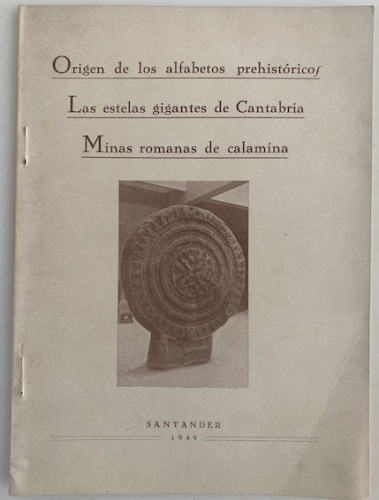 Origen de los alfabetos prehistóricos
Las estelas gigantes de Cantabria
Minas romanas de calamina
SANTANDER
1949